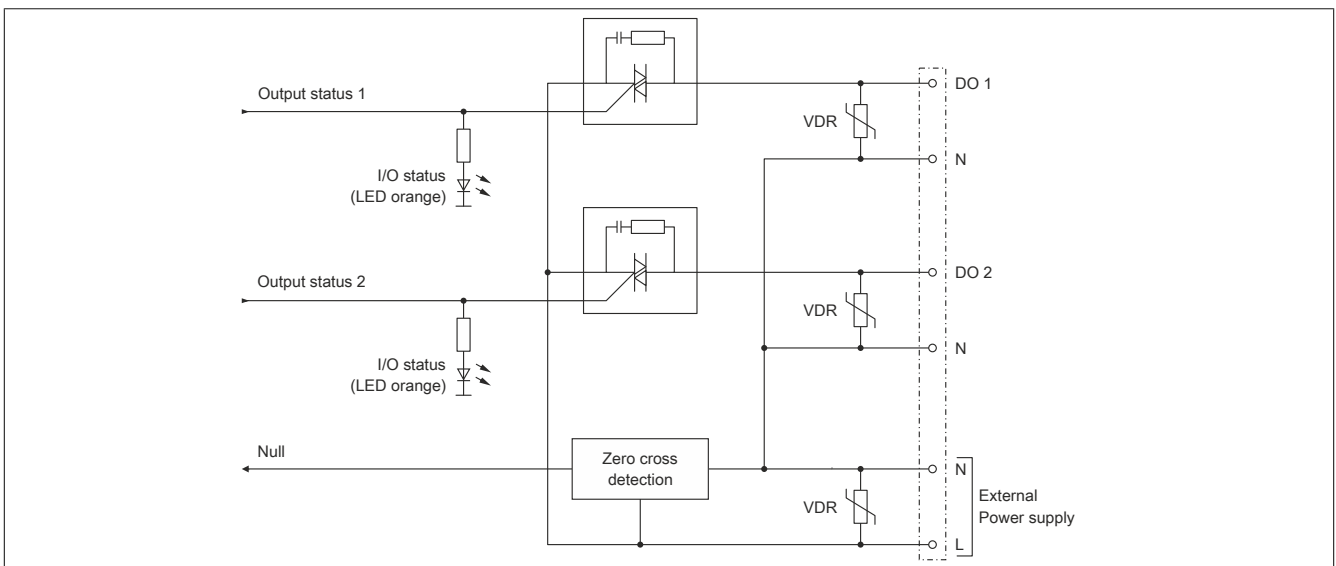 DO 1
Output status 1
VDR
N
I/O status
(LED orange)
DO 2
Output status 2
VDR
N
I/O status
(LED orange)
Null
Zero cross
detection
N
VDR
External
Power supply
L